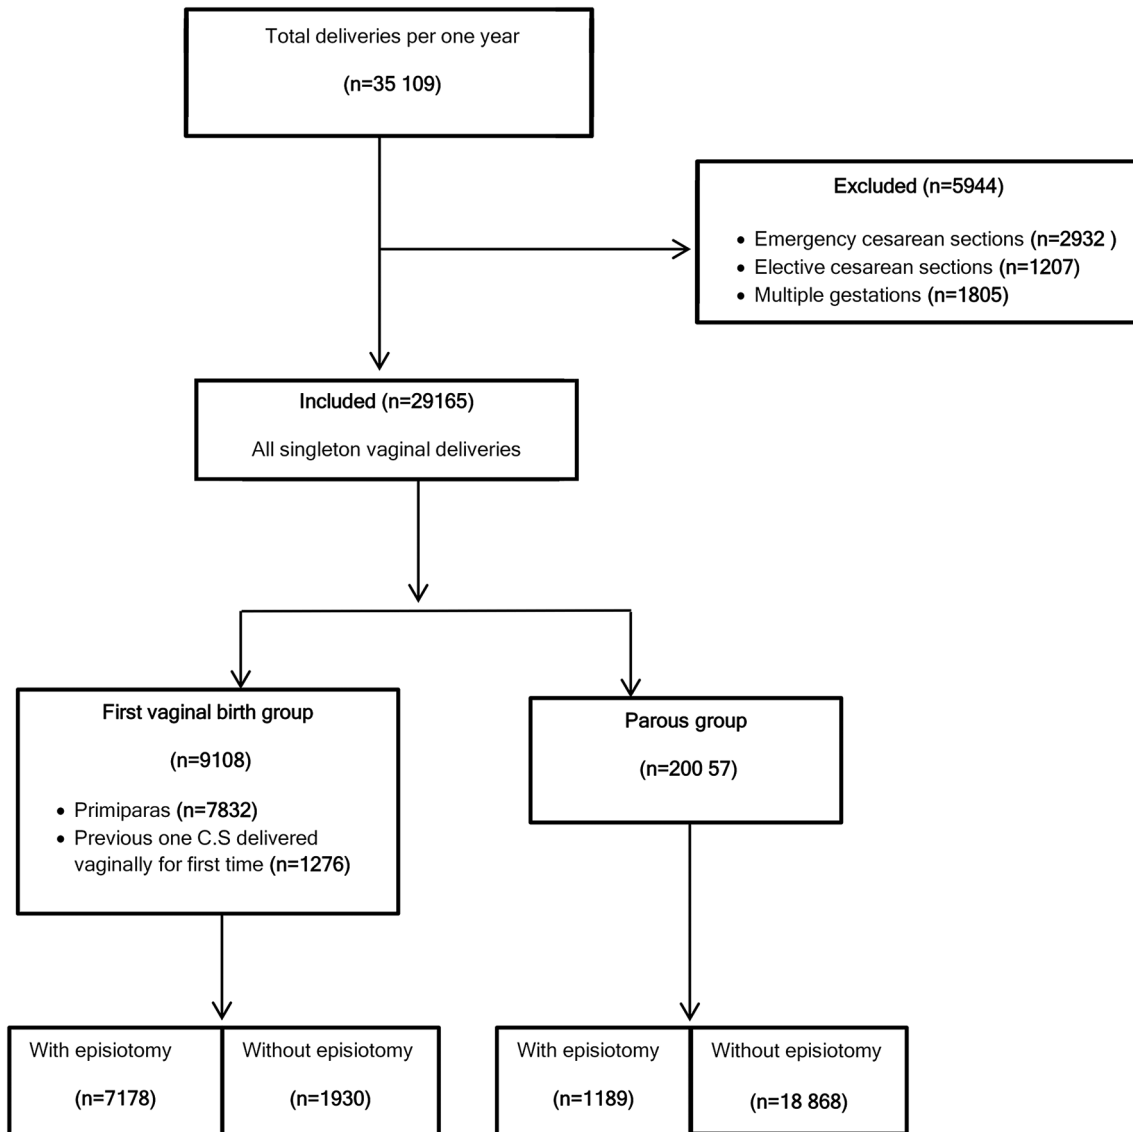 Total deliveries per one year
(n=35 109)
Excluded (n=5944)
• Emergency cesarean sections (n=2932 )
• Elective cesarean sections (n=1207)
• Multiple gestations (n=1805)
Included (n=29165)
All singleton vaginal deliveries
First vaginal birth group
(n=9108)
• Primiparas (n=7832)
• Previous one C.S delivered
vaginally for first time (n=1276)
Parous group
(n=200 57)
With episiotomy
(n=7178)
Without episiotomy
(n=1930)
With episiotomy
(n=1189)
Without episiotomy
(n=18 868)